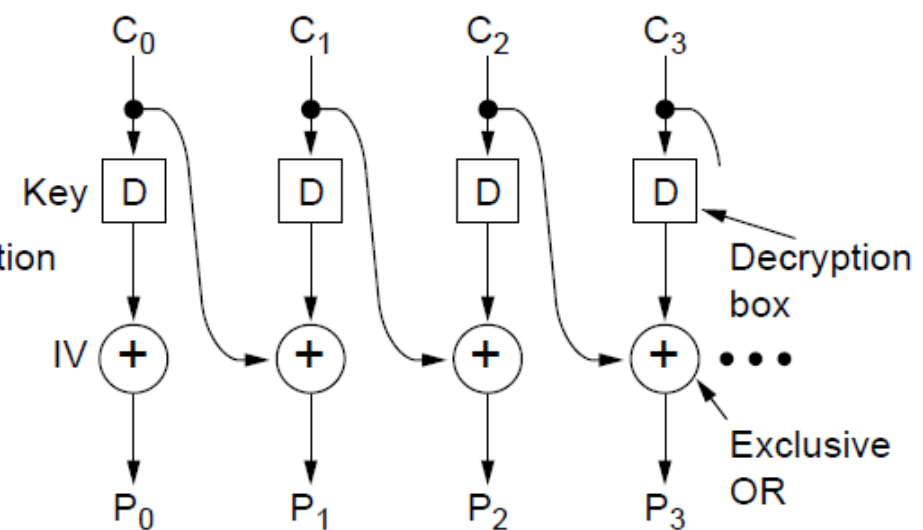 C0 C1 C2 C3
Key D D D D
tion
Decryption
box
IV + + + +
Exclusive
OR
P0 P1 P2 P3